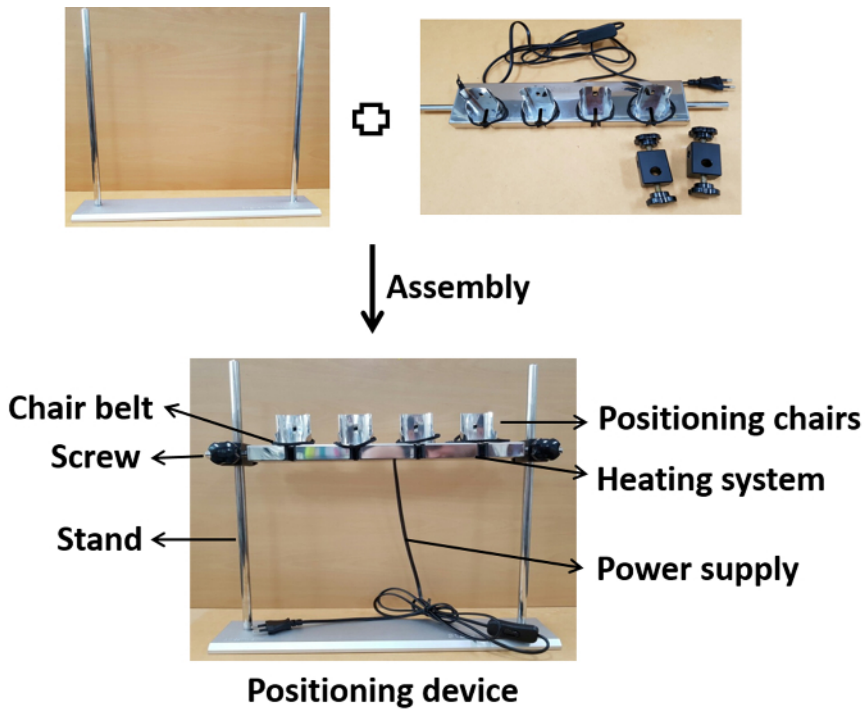 Assembly
Chair belt
Positioning chairs
Screw
Heating system
Stand
Power supply
Positioning device